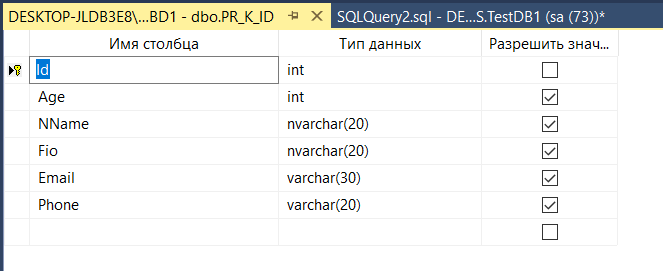 DESKTOP-JLDB3E8\...BD1 - dbo.PR_K_ID SQLQuery2.sql - DE...S.TestDB1 (sa (73))*
Имя столбца Тип данных Разрешить знач...
Id int
Age int
NName nvarchar(20)
Fio nvarchar(20)
Email varchar(30)
Phone varchar(20)